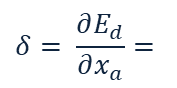 δ = ∂E_d / ∂x_a =